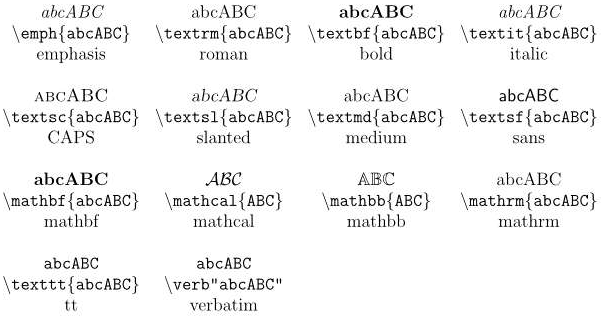 abcABC abcABC abcABC abcABC
\emph{abcABC} \textrm{abcABC} \textbf{abcABC} \textit{abcABC}
emphasis roman bold italic
ABCABC abcABC abcABC abcABC
\textsc{abcABC} \textsl{abcABC} \textmd{abcABC} \textsf{abcABC}
CAPS slanted medium sans
abcABC ABC ABC abcABC
\mathbf{abcABC} \mathcal{ABC} \mathbb{ABC} \mathrm{abcABC}
mathbf mathcal mathbb mathrm
abcABC abcABC
\texttt{abcABC} \verb"abcABC"
tt verbatim